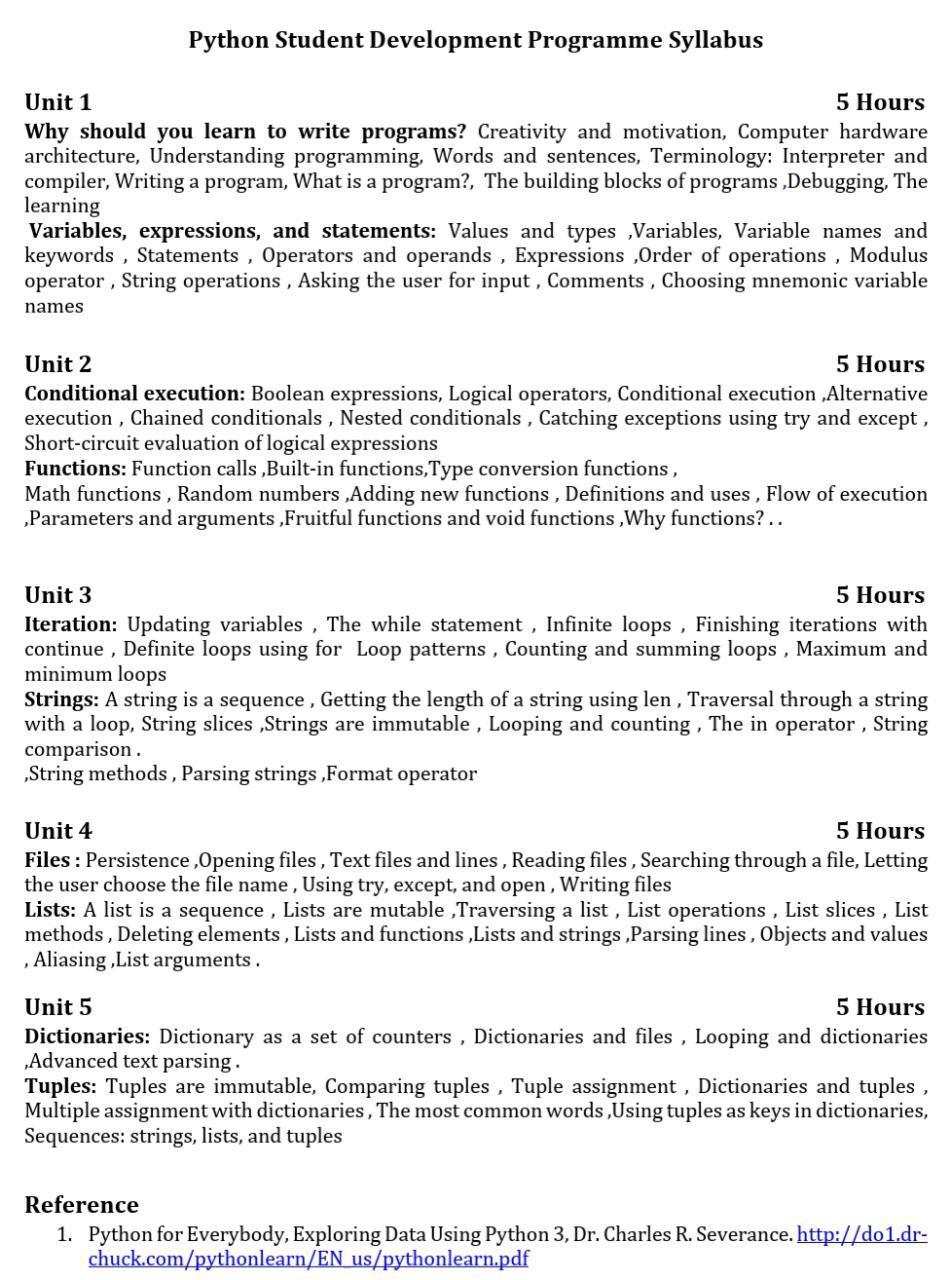 Python Student Development Programme Syllabus
Unit 1 5 Hours
Why should you learn to write programs? Creativity and motivation, Computer hardware
architecture, Understanding programming, Words and sentences, Terminology: Interpreter and
compiler, Writing a program, What is a program?, The building blocks of programs ,Debugging, The
learning
Variables, expressions, and statements: Values and types ,Variables, Variable names and
keywords , Statements , Operators and operands , Expressions ,Order of operations , Modulus
operator , String operations , Asking the user for input , Comments , Choosing mnemonic variable
names
Unit 2 5 Hours
Conditional execution: Boolean expressions, Logical operators, Conditional execution ,Alternative
execution , Chained conditionals , Nested conditionals , Catching exceptions using try and except ,
Short-circuit evaluation of logical expressions
Functions: Function calls ,Built-in functions,Type conversion functions ,
Math functions , Random numbers ,Adding new functions , Definitions and uses , Flow of execution
,Parameters and arguments ,Fruitful functions and void functions ,Why functions? . .
Unit 3 5 Hours
Iteration: Updating variables , The while statement , Infinite loops , Finishing iterations with
continue , Definite loops using for Loop patterns , Counting and summing loops , Maximum and
minimum loops
Strings: A string is a sequence , Getting the length of a string using len , Traversal through a string
with a loop, String slices ,Strings are immutable , Looping and counting , The in operator , String
comparison .
,String methods , Parsing strings ,Format operator
Unit 4 5 Hours
Files : Persistence ,Opening files , Text files and lines , Reading files , Searching through a file, Letting
the user choose the file name , Using try, except, and open , Writing files
Lists: A list is a sequence , Lists are mutable ,Traversing a list , List operations , List slices , List
methods , Deleting elements , Lists and functions ,Lists and strings ,Parsing lines , Objects and values
, Aliasing ,List arguments .
Unit 5 5 Hours
Dictionaries: Dictionary as a set of counters , Dictionaries and files , Looping and dictionaries
,Advanced text parsing .
Tuples: Tuples are immutable, Comparing tuples , Tuple assignment , Dictionaries and tuples ,
Multiple assignment with dictionaries , The most common words ,Using tuples as keys in dictionaries,
Sequences: strings, lists, and tuples
Reference
1. Python for Everybody, Exploring Data Using Python 3, Dr. Charles R. Severance. http://do1.dr-
chuck.com/pythonlearn/EN_us/pythonlearn.pdf